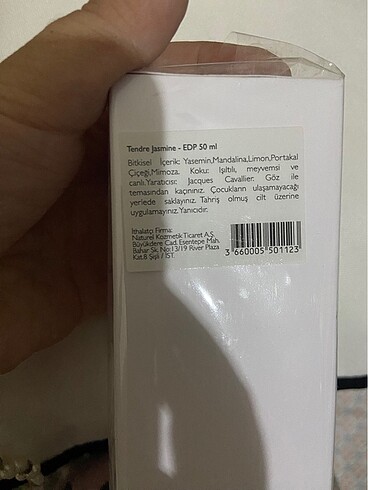 Tendre Jasmine - EDP 50 ml
Bitkisel İçerik: Yasemin,Mandalina,Limon,Portakal
Çiçeği,Mimoza. Koku: Işıltılı, meyvemsi ve
canlı.Yaratıcısı: Jacques Cavallier. Göz ile
temasından kaçınınız. Çocukların ulaşamayacağı
yerlerde saklayınız. Tahriş olmuş cilt üzerine
uygulamayınız. Yanıcıdır.
İthalatçı Firma:
Naturel Kozmetik Ticaret A.Ş.
Büyükdere Cad. Esentepe Mah.
Bahar Sk. No:13/19 River Plaza
Kat:8 Şişli / İST.
3 660005 501123